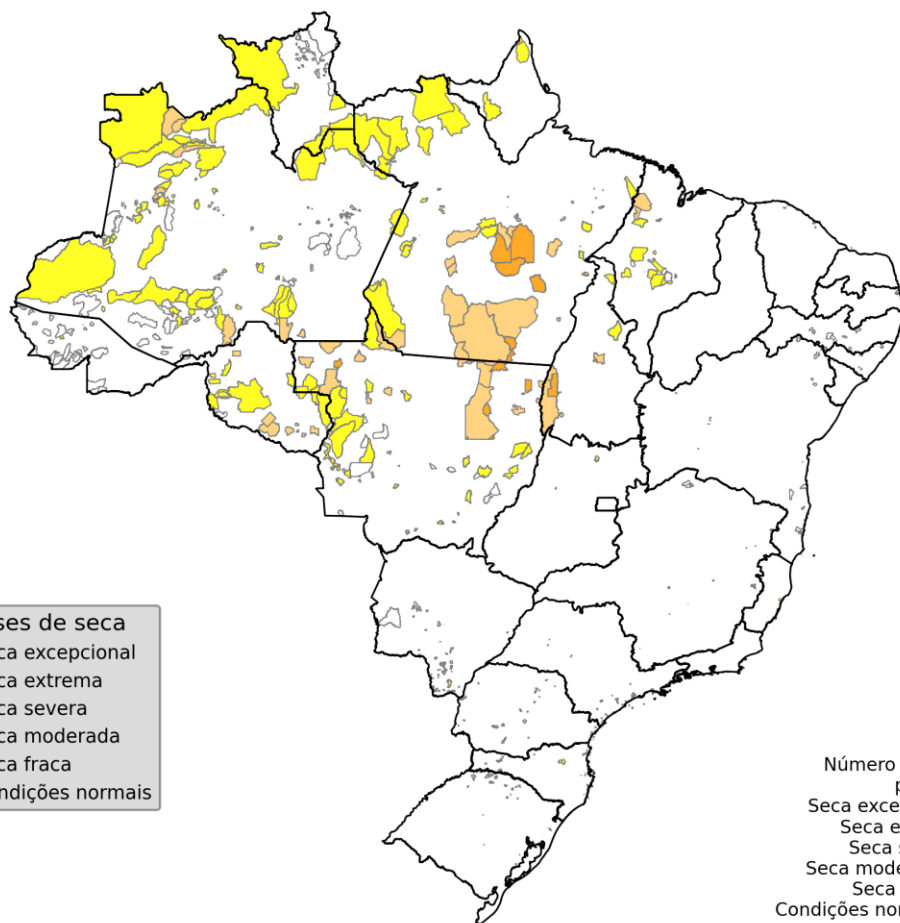 ses de seca
ca excepcional
ca extrema
ca severa
ca moderada
ca fraca
ndições normais
Número
p
Seca exce
Seca e
Seca s
Seca mode
Seca
Condições nor